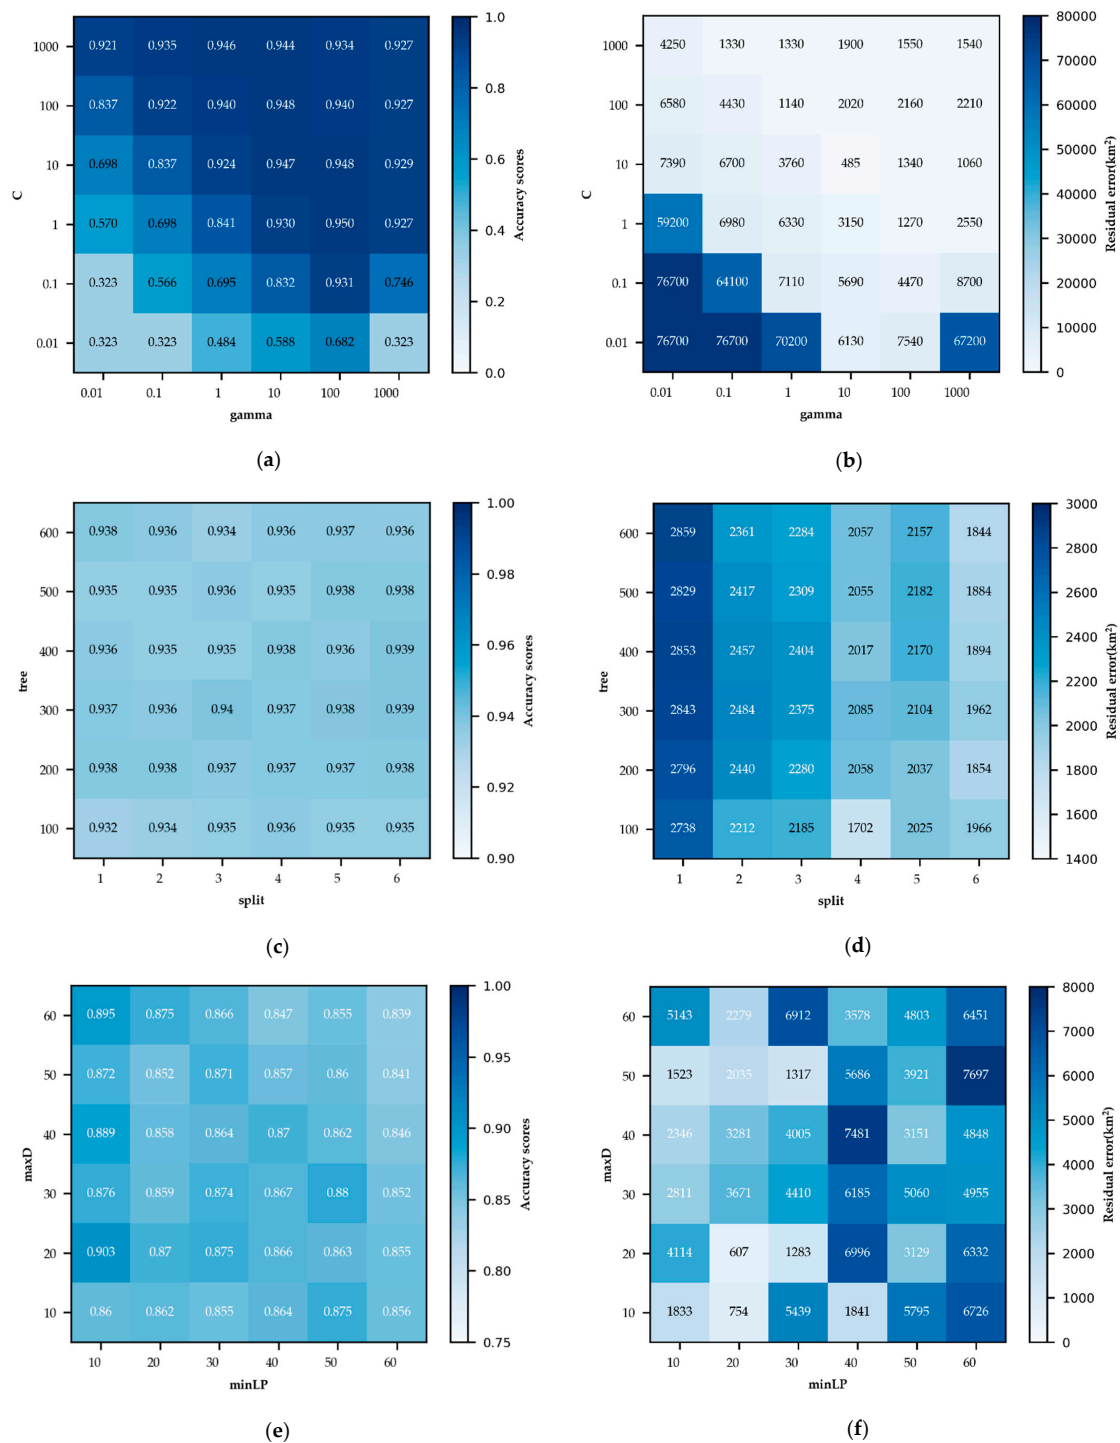 1000 0.921 0.935 0.946 0.944 0.934 0.927
100 0.837 0.922 0.940 0.948 0.940 0.927
10 0.698 0.837 0.924 0.947 0.948 0.929
1 0.570 0.698 0.841 0.930 0.950 0.927
0.1 0.323 0.566 0.695 0.832 0.931 0.746
0.01 0.323 0.323 0.484 0.588 0.682 0.323
C
0.01 0.1 1 10 100 1000
gamma
1.0
0.8
0.6
0.4
0.2
0.0
Accuracy scores
(a)
1000 4250 1330 1330 1900 1550 1540
100 6580 4430 1140 2020 2160 2210
10 7390 6700 3760 485 1340 1060
1 59200 6980 6330 3150 1270 2550
0.1 76700 64100 7110 5690 4470 8700
0.01 76700 76700 70200 6130 7540 67200
C
0.01 0.1 1 10 100 1000
gamma
80000
70000
60000
50000
40000
30000
20000
10000
0
Residual error(km²)
(b)
600 0.938 0.936 0.934 0.936 0.937 0.936
500 0.935 0.935 0.936 0.935 0.938 0.938
400 0.936 0.935 0.935 0.938 0.936 0.939
300 0.937 0.936 0.94 0.937 0.938 0.939
200 0.938 0.938 0.937 0.937 0.937 0.938
100 0.932 0.934 0.935 0.936 0.935 0.935
tree
1 2 3 4 5 6
split
1.00
0.98
0.96
0.94
0.92
0.90
Accuracy scores
(c)
600 2859 2361 2284 2057 2157 1844
500 2829 2417 2309 2055 2182 1884
400 2853 2457 2404 2017 2170 1894
300 2843 2484 2375 2085 2104 1962
200 2796 2440 2280 2058 2037 1854
100 2738 2212 2185 1702 2025 1966
tree
1 2 3 4 5 6
split
3000
2800
2600
2400
2200
2000
1800
1600
1400
Residual error(km²)
(d)
60 0.895 0.875 0.866 0.847 0.855 0.839
50 0.872 0.852 0.871 0.857 0.86 0.841
40 0.889 0.858 0.864 0.87 0.862 0.846
30 0.876 0.859 0.874 0.867 0.88 0.852
20 0.903 0.87 0.875 0.866 0.863 0.855
10 0.86 0.862 0.855 0.864 0.875 0.856
maxD
10 20 30 40 50 60
minLP
1.00
0.95
0.90
0.85
0.80
0.75
Accuracy scores
(e)
60 5143 2279 6912 3578 4803 6451
50 1523 2035 1317 5686 3921 7697
40 2346 3281 4005 7481 3151 4848
30 2811 3671 4410 6185 5060 4955
20 4114 607 1283 6996 3129 6332
10 1833 754 5439 1841 5795 6726
maxD
10 20 30 40 50 60
minLP
8000
7000
6000
5000
4000
3000
2000
1000
0
Residual error(km²)
(f)